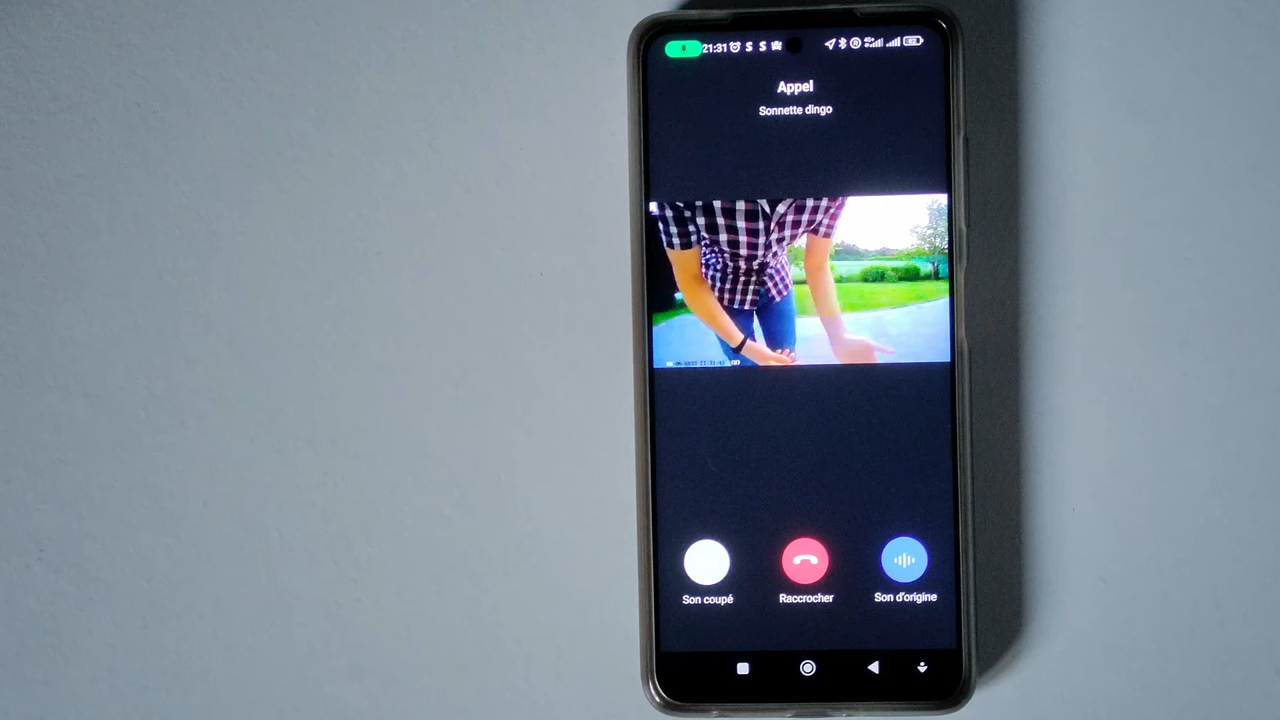 21:31
Appel
Sonnette dingo
Son coupé
Raccrocher
Son d'origine